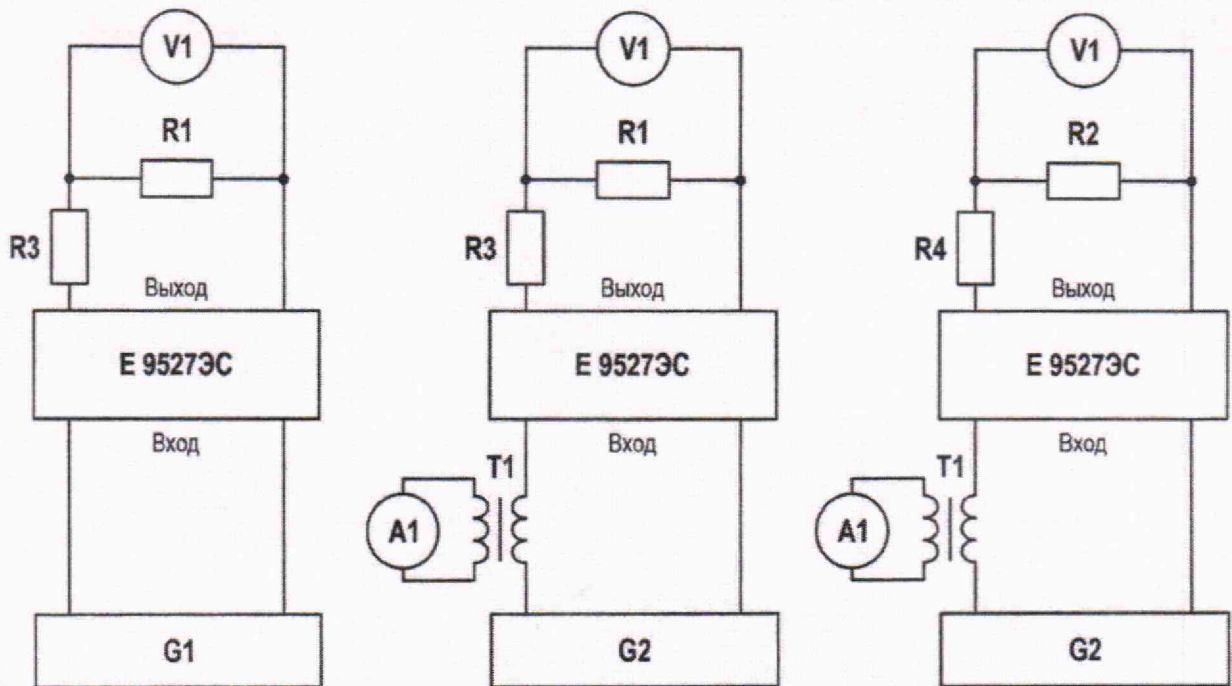 V1
R1
R3
Выход
E 9527ЭС
Вход
G1
V1
R1
R3
Выход
E 9527ЭС
Вход
T1
A1
G2
V1
R2
R4
Выход
E 9527ЭС
Вход
T1
A1
G2